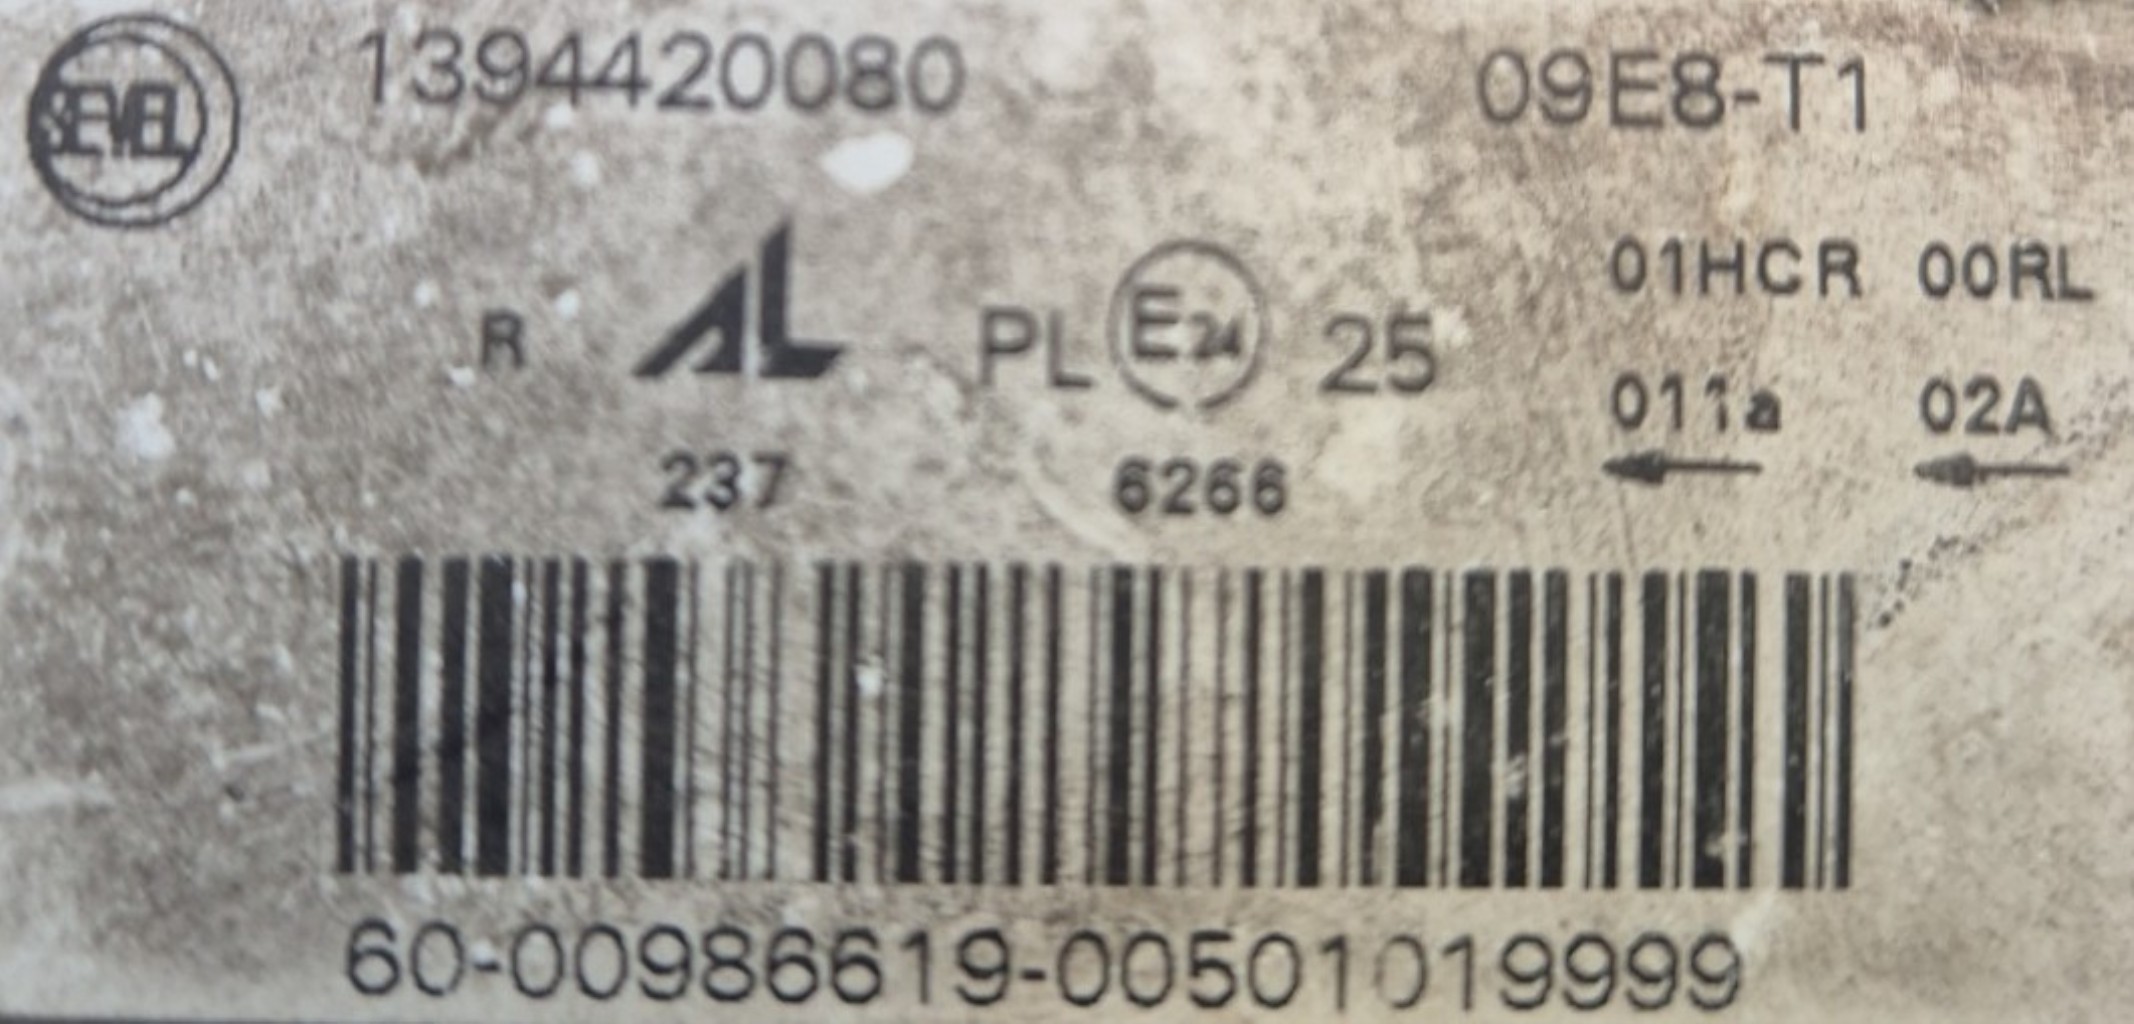 SEVEL 1394420080 09E8-T1
01HCR 00RL
R AL PL E24 25
011a 02A
237 6266
60-00986619-00501019999